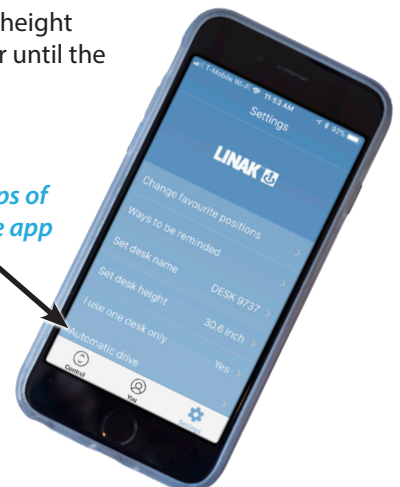 height
r until the
ps of
e app
T-Mobile Wi-Fi 11:53 AM 92%
Settings
LINAK
Change favourite positions
Ways to be reminded
Set desk name DESK 9737
Set desk height 30.6 inch
I use one desk only Yes
Automatic drive
Control You Settings